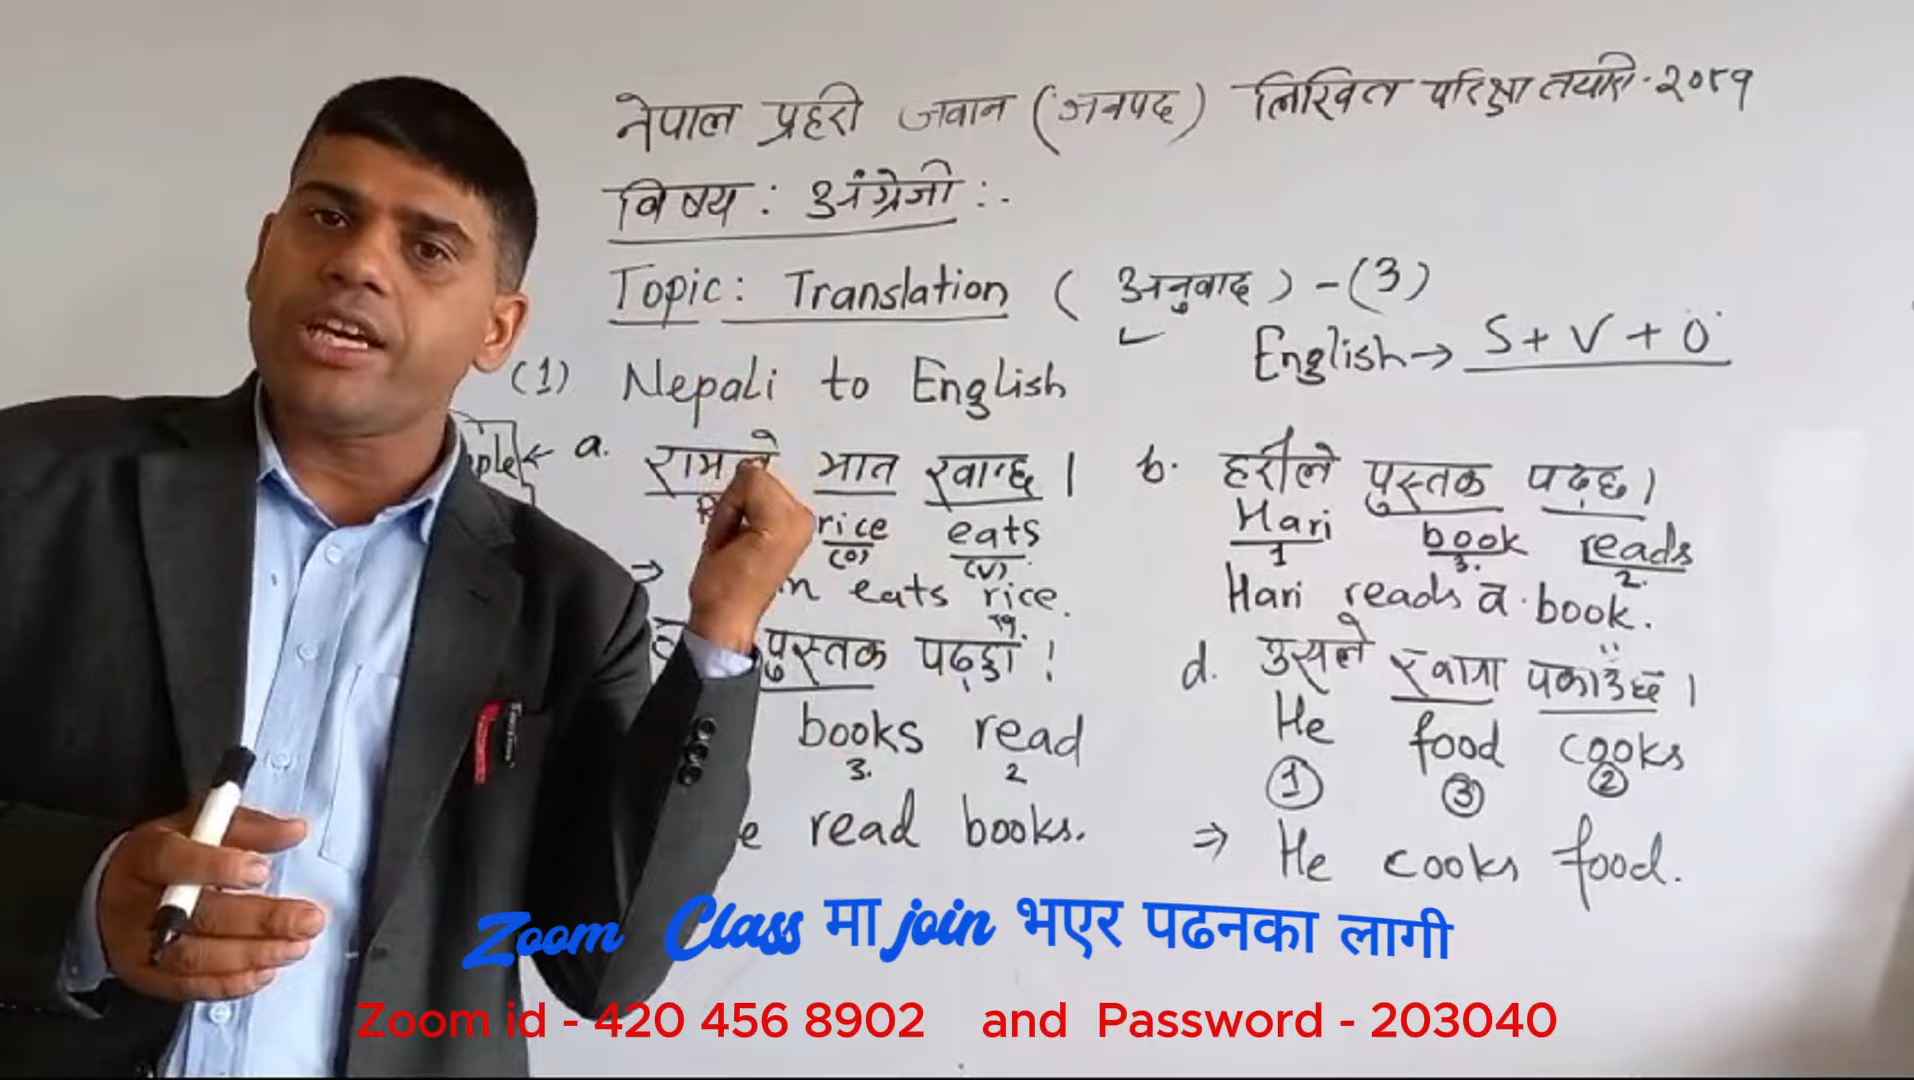 नेपाल प्रहरी जवान (जनपद) लिखित परिक्षा तयारी-२०८१
विषय: अंग्रेजी:-
Topic: Translation (अनुवाद) - (3)
English → S + V + O
(1) Nepali to English
ple ← a. रामले भात खान्छ ।
rice eats
(O) (V)
eats rice.
पुस्तक पढ्छौं ।
books read
3. 2
read books.
b. हरीले पुस्तक पढ्छ ।
Hari book reads
1 3. 2.
Hari reads a book.
d. उसले खाना पकाउँछ ।
He food cooks
1 3 2
⇒ He cooks food.
Zoom Class मा join भएर पढनका लागी
Zoom id - 420 456 8902 and Password - 203040